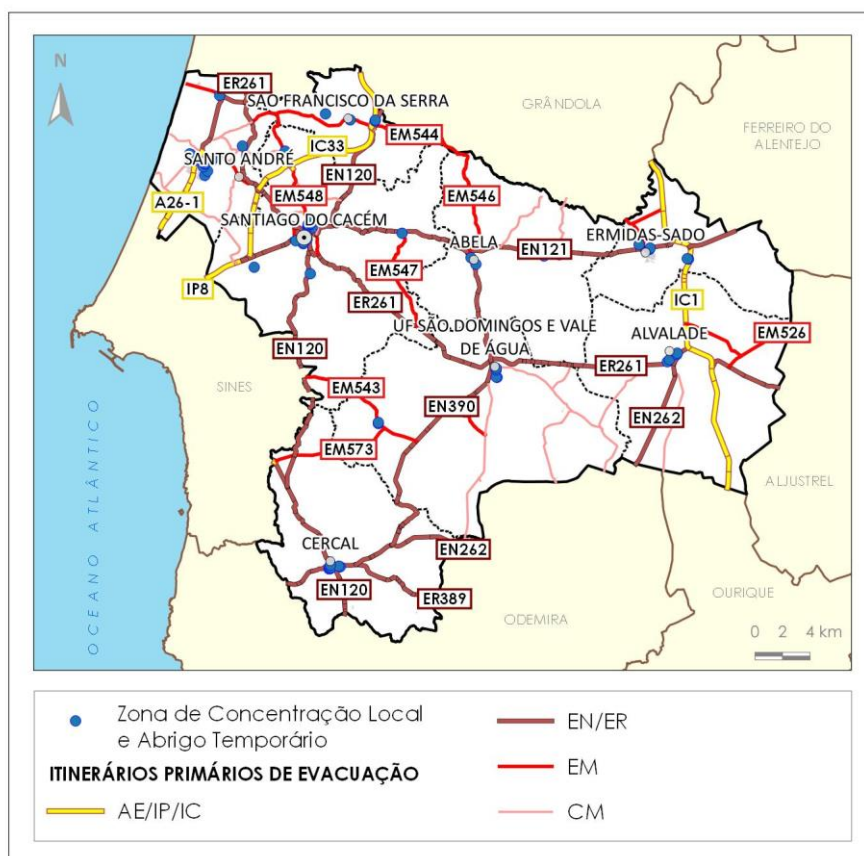 N
ER261
SAO FRANCISCO DA SERRA
GRÂNDOLA
FERREIRO DO
ALENTEJO
IC33
EM544
SANTO ANDRÉ
EN120
A26-1
EM548
EM546
SANTIAGO DO CACÉM
ERMIDAS-SADO
ABELA
EN121
EM547
IP8
ER261
IC1
UF SÃO DOMINGOS E VALE
DE ÁGUA
ALVALADE
EM526
EN120
ER261
SINES
EM543
EN390
EN262
EM573
ALJUSTREL
OCEANO ATLÂNTICO
CERCAL
EN262
EN120
ER389
OURIQUE
ODEMIRA
0 2 4 km
Zona de Concentração Local
e Abrigo Temporário
ITINERÁRIOS PRIMÁRIOS DE EVACUAÇÃO
AE/IP/IC
EN/ER
EM
CM